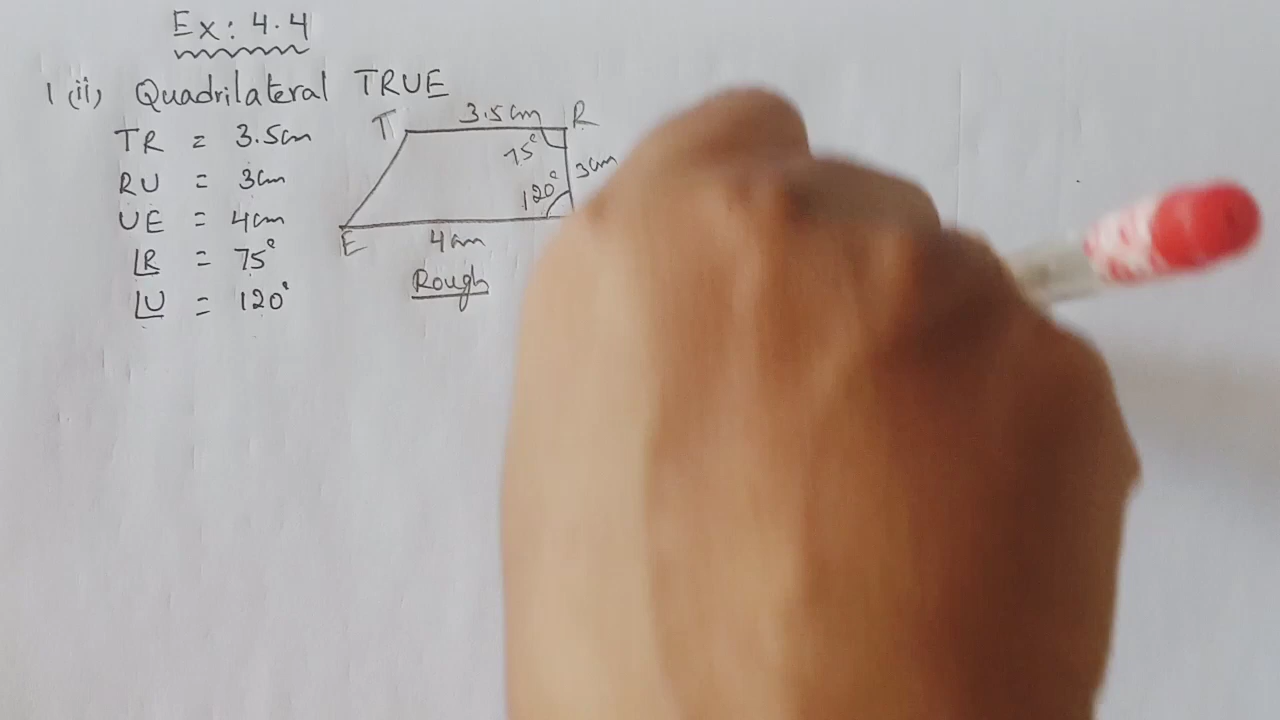 Ex: 4.4
1 (ii) Quadrilateral TRUE
TR = 3.5cm
RU = 3cm
UE = 4cm
∠R = 75°
∠U = 120°
T 3.5cm R
75°
3cm
120°
E 4cm
Rough